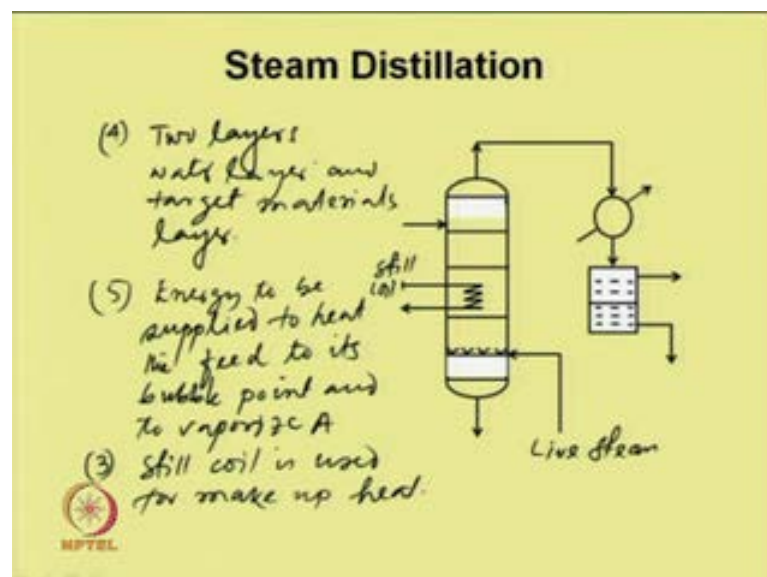 Steam Distillation
(4) Two layers
water layer and
target materials
layer.
(5) Energy to be
supplied to heat
the feed to its
bubble point and
to vaporize A
(3) Still coil is used
for make up heat.
still
coil
Live Steam
NPTEL